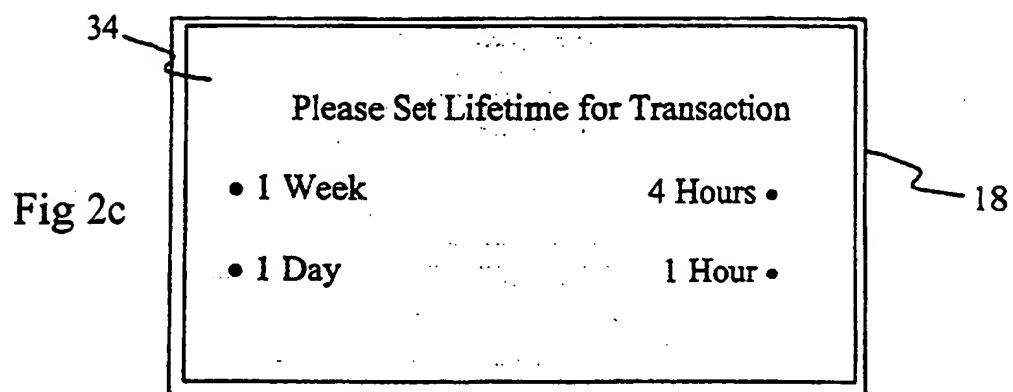 34
Please Set Lifetime for Transaction
• 1 Week 4 Hours •
Fig 2c
18
• 1 Day 1 Hour •